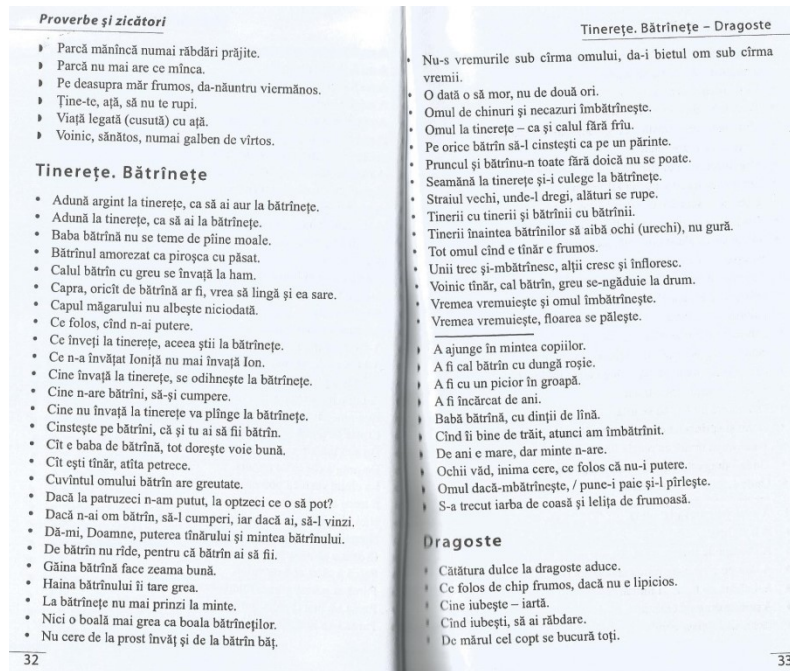 Proverbe și zicători
Parcă mănîncă numai răbdări prăjite.
Parcă nu mai are ce mînca.
Pe deasupra măr frumos, da-năuntru viermănos.
Ține-te, ață, să nu te rupi.
Viață legată (cusută) cu ață.
Voinic, sănătos, numai galben de vîrtos.
Tinerețe. Bătrînețe
Adună argint la tinerețe, ca să ai aur la bătrînețe.
Adună la tinerețe, ca să ai la bătrînețe.
Baba bătrînă nu se teme de pîine moale.
Bătrînul amorezat ca piroșca cu păsat.
Calul bătrîn cu greu se învață la ham.
Capra, oricît de bătrînă ar fi, vrea să lingă și ea sare.
Capul măgarului nu albește niciodată.
Ce folos, cînd n-ai putere.
Ce înveți la tinerețe, aceea știi la bătrînețe.
Ce n-a învățat Ioniță nu mai învață Ion.
Cine învață la tinerețe, se odihnește la bătrînețe.
Cine n-are bătrîni, să-și cumpere.
Cine nu învață la tinerețe va plînge la bătrînețe.
Cinstește pe bătrîni, că și tu ai să fii bătrîn.
Cît e baba de bătrînă, tot dorește voie bună.
Cît ești tînăr, atîta petrece.
Cuvîntul omului bătrîn are greutate.
Dacă la patruzeci n-am putut, la optzeci ce o să pot?
Dacă n-ai om bătrîn, să-l cumperi, iar dacă ai, să-l vinzi.
Dă-mi, Doamne, puterea tînărului și mintea bătrînului.
De bătrîn nu rîde, pentru că bătrîn ai să fii.
Găina bătrînă face zeama bună.
Haina bătrînului îi tare grea.
La bătrînețe nu mai prinzi la minte.
Nici o boală mai grea ca boala bătrîneților.
Nu cere de la prost învăț și de la bătrîn băț.
32
Tinerețe. Bătrînețe – Dragoste
Nu-s vremurile sub cîrma omului, da-i bietul om sub cîrma
vremii.
O dată o să mor, nu de două ori.
Omul de chinuri și necazuri îmbătrînește.
Omul la tinerețe – ca și calul fără frîu.
Pe orice bătrîn să-l cinstești ca pe un părinte.
Pruncul și bătrînu-n toate fără doică nu se poate.
Seamănă la tinerețe și-i culege la bătrînețe.
Straiul vechi, unde-l dregi, alături se rupe.
Tinerii cu tinerii și bătrînii cu bătrînii.
Tinerii înaintea bătrînilor să aibă ochi (urechi), nu gură.
Tot omul cînd e tînăr e frumos.
Unii trec și-mbătrînesc, alții cresc și înfloresc.
Voinic tînăr, cal bătrîn, greu se-ngăduie la drum.
Vremea vremuiește și omul îmbătrînește.
Vremea vremuiește, floarea se pălește.
A ajunge în mintea copiilor.
A fi cal bătrîn cu dungă roșie.
A fi cu un picior în groapă.
A fi încărcat de ani.
Babă bătrînă, cu dinții de lînă.
Cînd îi bine de trăit, atunci am îmbătrînit.
De ani e mare, dar minte n-are.
Ochii văd, inima cere, ce folos că nu-i putere.
Omul dacă-mbătrînește, / pune-i paie și-l pîrlește.
S-a trecut iarba de coasă și lelița de frumoasă.
Dragoste
Cătătura dulce la dragoste aduce.
Ce folos de chip frumos, dacă nu e lipicios.
Cine iubește – iartă.
Cînd iubești, să ai răbdare.
De mărul cel copt se bucură toți.
33